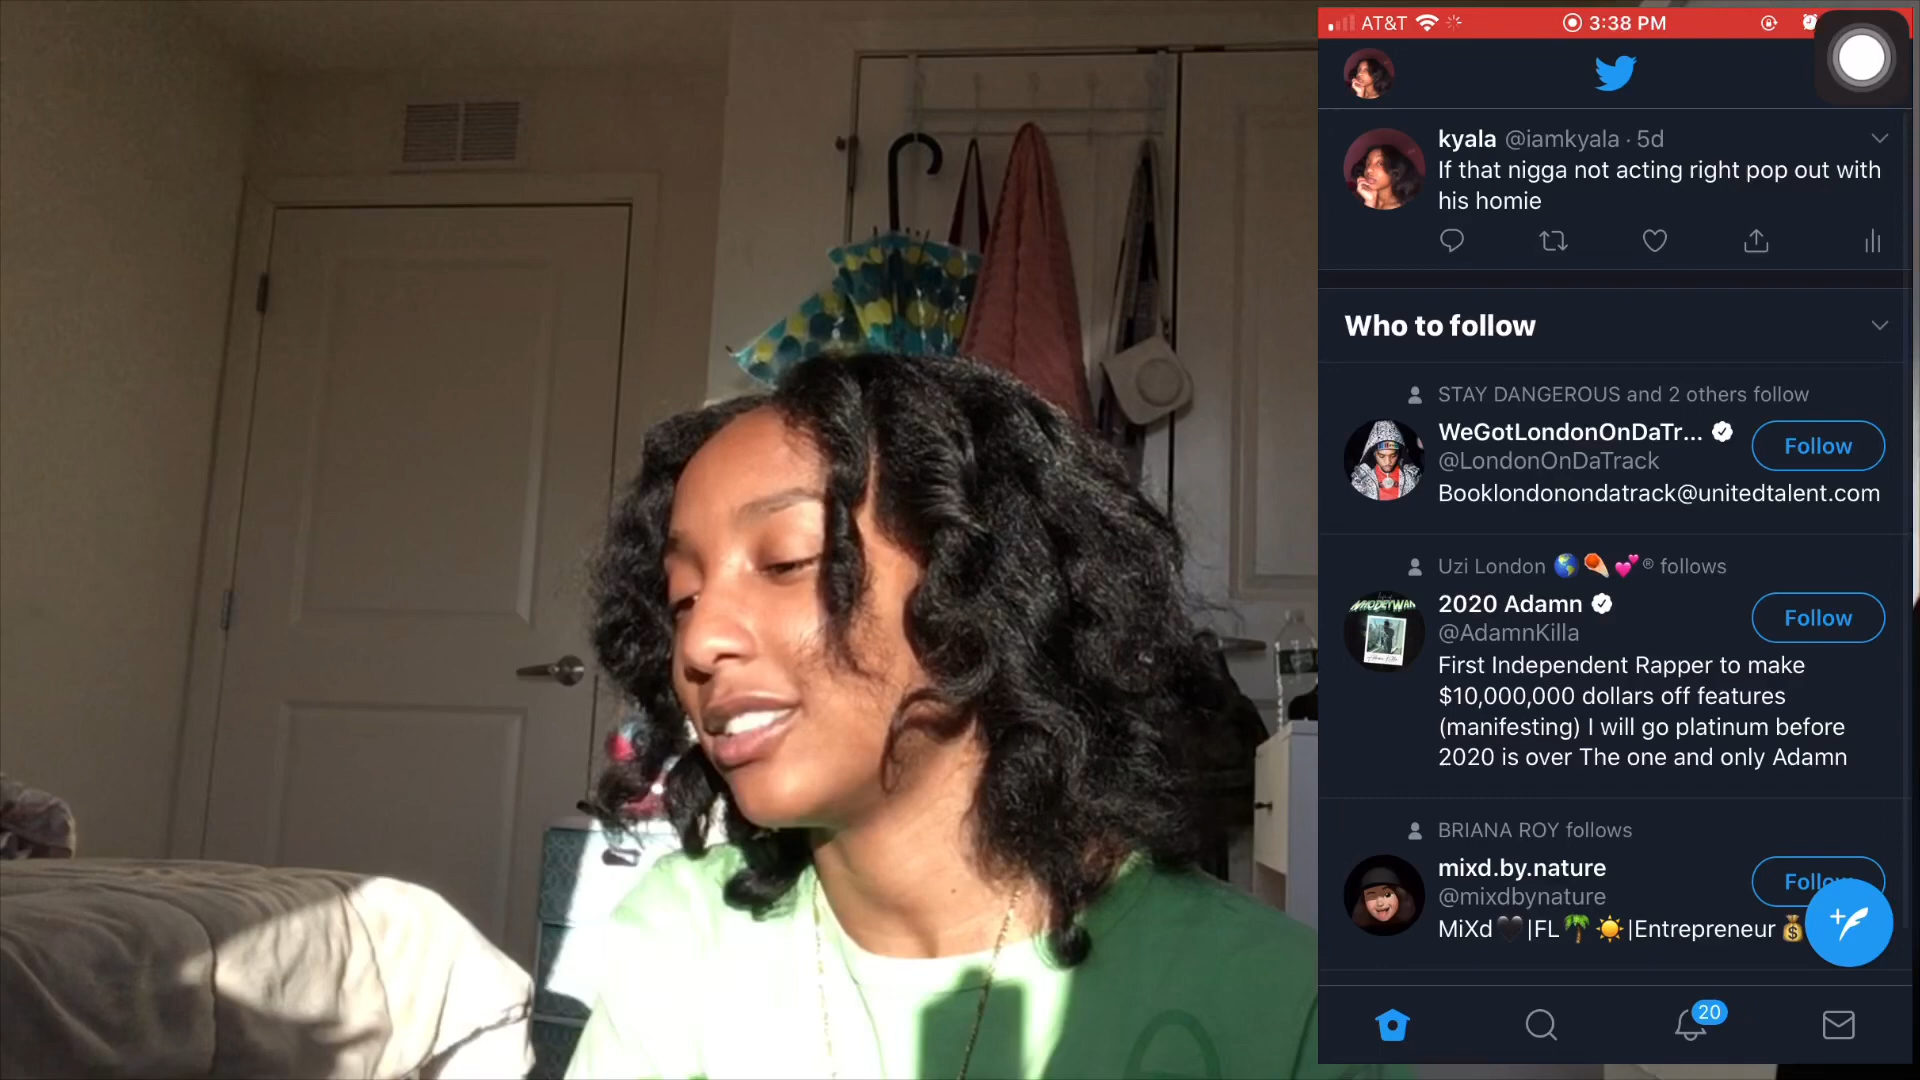 AT&T 3:38 PM
kyala @iamkyala · 5d
If that nigga not acting right pop out with
his homie
Who to follow
STAY DANGEROUS and 2 others follow
WeGotLondonOnDaTr...
Follow
@LondonOnDaTrack
Booklondonondatrack@unitedtalent.com
Uzi London 🌎☄️💕® follows
2020 Adamn
Follow
@AdamnKilla
First Independent Rapper to make
$10,000,000 dollars off features
(manifesting) I will go platinum before
2020 is over The one and only Adamn
BRIANA ROY follows
mixd.by.nature
Follow
@mixdbynature
MiXd🖤|FL🌴☀️|Entrepreneur💰
20